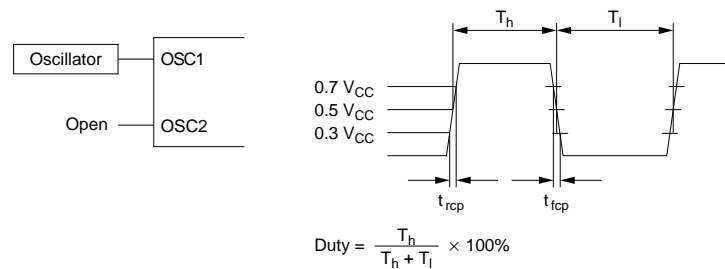 Oscillator
OSC1
Open
OSC2
T_h
T_l
0.7 V_CC
0.5 V_CC
0.3 V_CC
t_rcp
t_fcp
Duty = T_h / (T_h + T_l) × 100%